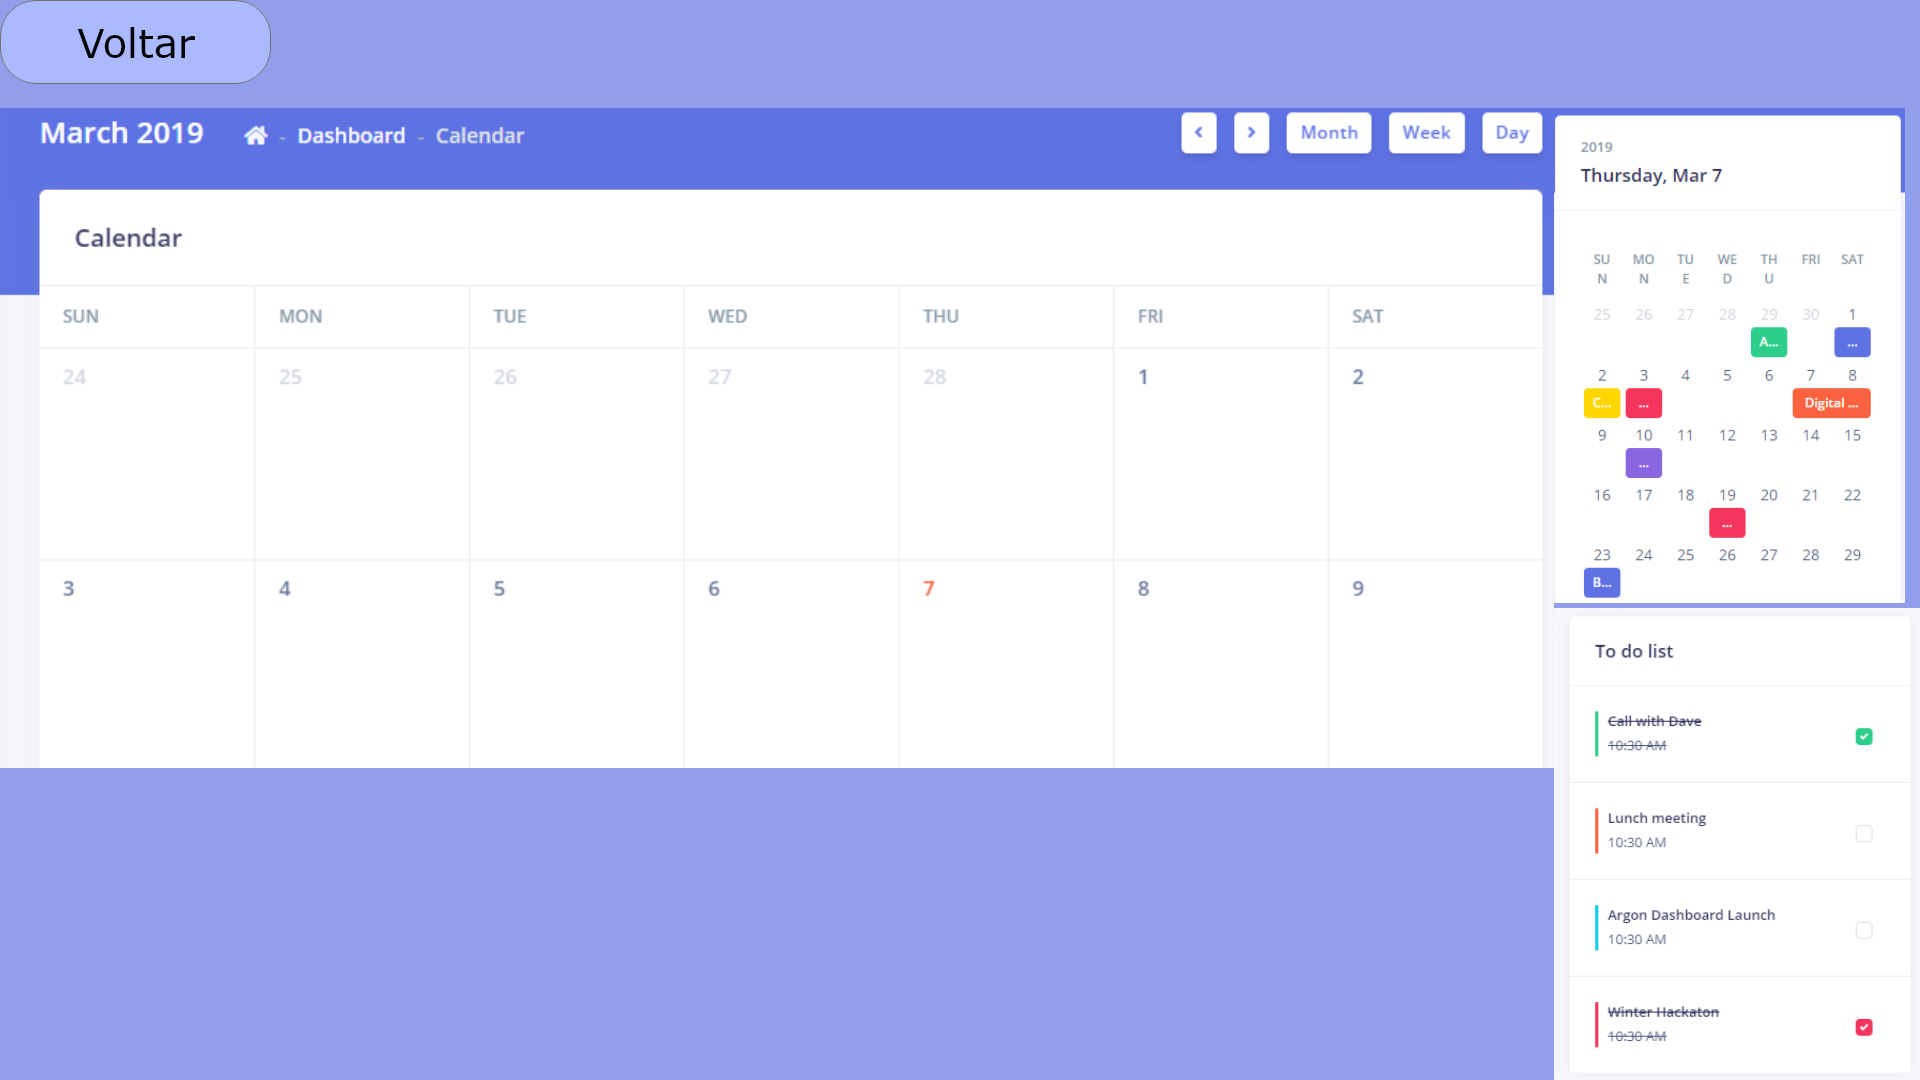 Voltar
March 2019 - Dashboard - Calendar
Month Week Day
Calendar
SUN MON TUE WED THU FRI SAT
24 25 26 27 28 1 2
3 4 5 6 7 8 9
2019
Thursday, Mar 7
SU MO TU WE TH FRI SAT
N N E D U
25 26 27 28 29 30 1
A... ...
2 3 4 5 6 7 8
C... ... Digital ...
9 10 11 12 13 14 15
...
16 17 18 19 20 21 22
...
23 24 25 26 27 28 29
B...
To do list
Call with Dave
10:30 AM
Lunch meeting
10:30 AM
Argon Dashboard Launch
10:30 AM
Winter Hackaton
10:30 AM